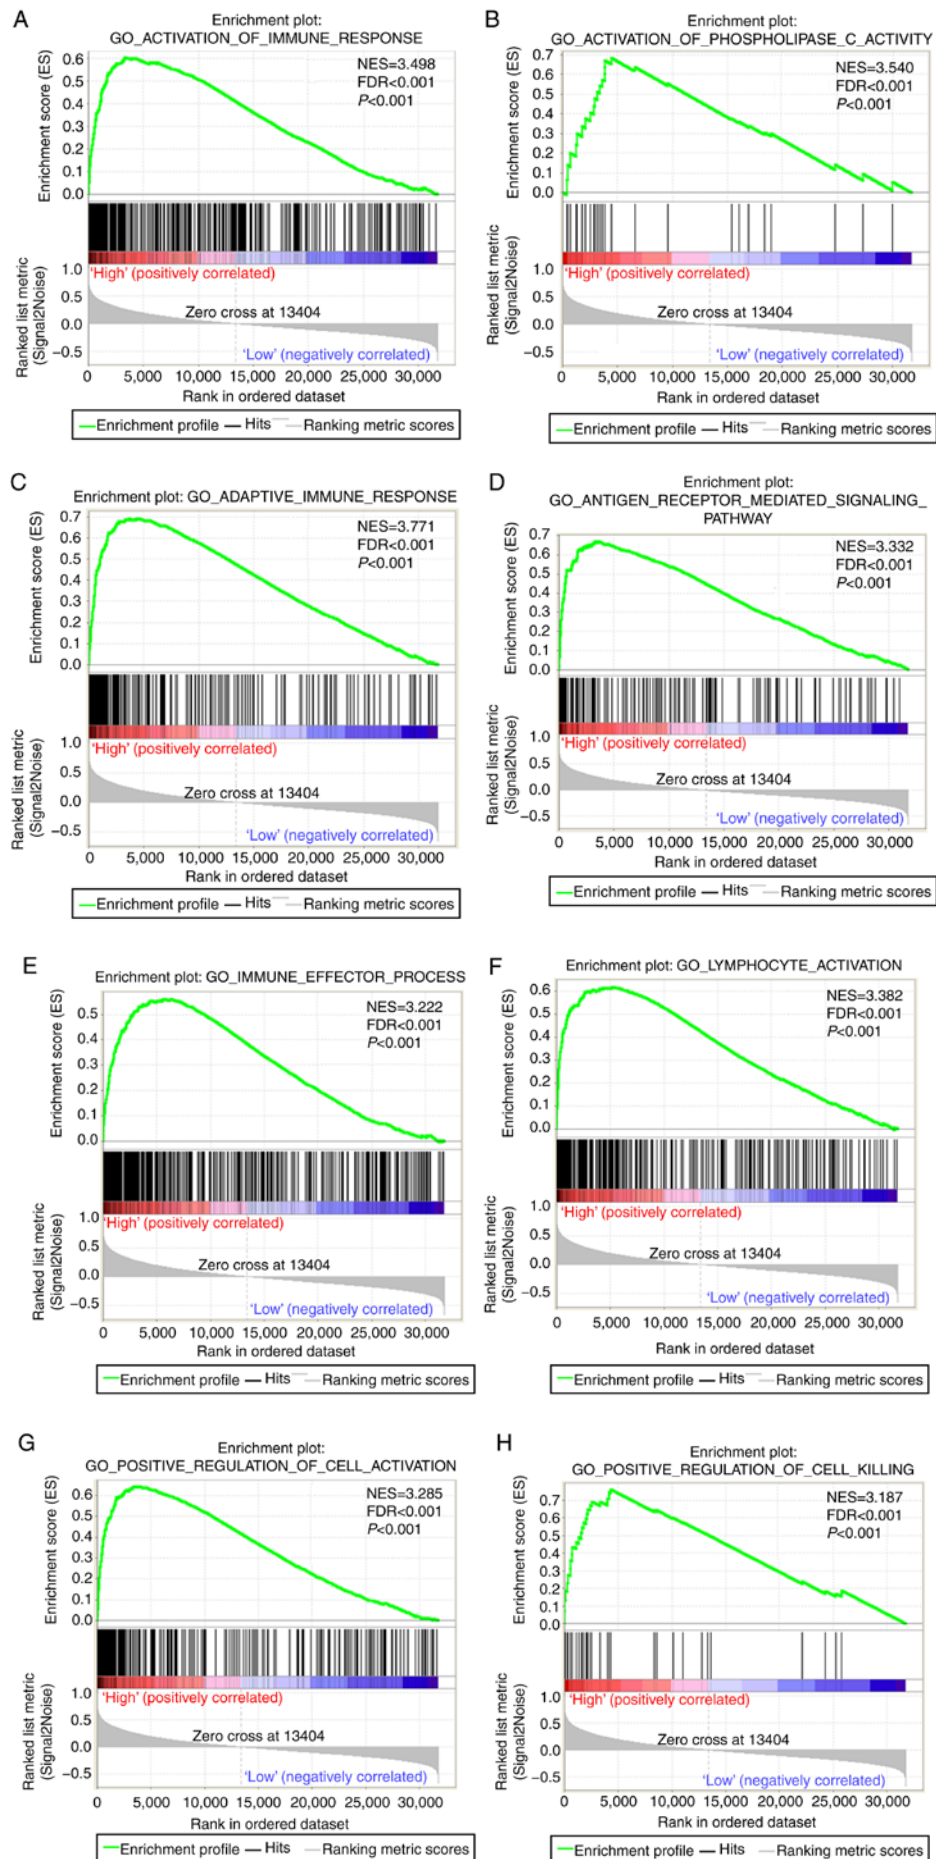 A
Enrichment plot:
GO_ACTIVATION_OF_IMMUNE_RESPONSE
Enrichment score (ES)
0.6
0.5
0.4
0.3
0.2
0.1
0.0
NES=3.498
FDR<0.001
P<0.001
Ranked list metric
(Signal2Noise)
1.0
0.5
0.0
−0.5
'High' (positively correlated)
Zero cross at 13404
'Low' (negatively correlated)
0 5,000 10,000 15,000 20,000 25,000 30,000
Rank in ordered dataset
Enrichment profile Hits Ranking metric scores
B
Enrichment plot:
GO_ACTIVATION_OF_PHOSPHOLIPASE_C_ACTIVITY
Enrichment score (ES)
0.7
0.6
0.5
0.4
0.3
0.2
0.1
0.0
NES=3.540
FDR<0.001
P<0.001
Ranked list metric
(Signal2Noise)
1.0
0.5
0.0
−0.5
'High' (positively correlated)
Zero cross at 13404
'Low' (negatively correlated)
0 5,000 10,000 15,000 20,000 25,000 30,000
Rank in ordered dataset
Enrichment profile Hits Ranking metric scores
C
Enrichment plot: GO_ADAPTIVE_IMMUNE_RESPONSE
Enrichment score (ES)
0.7
0.6
0.5
0.4
0.3
0.2
0.1
0.0
NES=3.771
FDR<0.001
P<0.001
Ranked list metric
(Signal2Noise)
1.0
0.5
0.0
−0.5
'High' (positively correlated)
Zero cross at 13404
'Low' (negatively correlated)
0 5,000 10,000 15,000 20,000 25,000 30,000
Rank in ordered dataset
Enrichment profile Hits Ranking metric scores
D
Enrichment plot:
GO_ANTIGEN_RECEPTOR_MEDIATED_SIGNALING_
PATHWAY
Enrichment score (ES)
0.7
0.6
0.5
0.4
0.3
0.2
0.1
0.0
NES=3.332
FDR<0.001
P<0.001
Ranked list metric
(Signal2Noise)
1.0
0.5
0.0
−0.5
'High' (positively correlated)
Zero cross at 13404
'Low' (negatively correlated)
0 5,000 10,000 15,000 20,000 25,000 30,000
Rank in ordered dataset
Enrichment profile Hits Ranking metric scores
E
Enrichment plot: GO_IMMUNE_EFFECTOR_PROCESS
Enrichment score (ES)
0.5
0.4
0.3
0.2
0.1
0.0
NES=3.222
FDR<0.001
P<0.001
Ranked list metric
(Signal2Noise)
1.0
0.5
0.0
−0.5
'High' (positively correlated)
Zero cross at 13404
'Low' (negatively correlated)
0 5,000 10,000 15,000 20,000 25,000 30,000
Rank in ordered dataset
Enrichment profile Hits Ranking metric scores
F
Enrichment plot: GO_LYMPHOCYTE_ACTIVATION
Enrichment score (ES)
0.6
0.5
0.4
0.3
0.2
0.1
0.0
NES=3.382
FDR<0.001
P<0.001
Ranked list metric
(Signal2Noise)
1.0
0.5
0.0
−0.5
'High' (positively correlated)
Zero cross at 13404
'Low' (negatively correlated)
0 5,000 10,000 15,000 20,000 25,000 30,000
Rank in ordered dataset
Enrichment profile Hits Ranking metric scores
G
Enrichment plot:
GO_POSITIVE_REGULATION_OF_CELL_ACTIVATION
Enrichment score (ES)
0.6
0.5
0.4
0.3
0.2
0.1
0.0
NES=3.285
FDR<0.001
P<0.001
Ranked list metric
(Signal2Noise)
1.0
0.5
0.0
−0.5
'High' (positively correlated)
Zero cross at 13404
'Low' (negatively correlated)
0 5,000 10,000 15,000 20,000 25,000 30,000
Rank in ordered dataset
Enrichment profile Hits Ranking metric scores
H
Enrichment plot:
GO_POSITIVE_REGULATION_OF_CELL_KILLING
Enrichment score (ES)
0.7
0.6
0.5
0.4
0.3
0.2
0.1
0.0
NES=3.187
FDR<0.001
P<0.001
Ranked list metric
(Signal2Noise)
1.0
0.5
0.0
−0.5
'High' (positively correlated)
Zero cross at 13404
'Low' (negatively correlated)
0 5,000 10,000 15,000 20,000 25,000 30,000
Rank in ordered dataset
Enrichment profile Hits Ranking metric scores